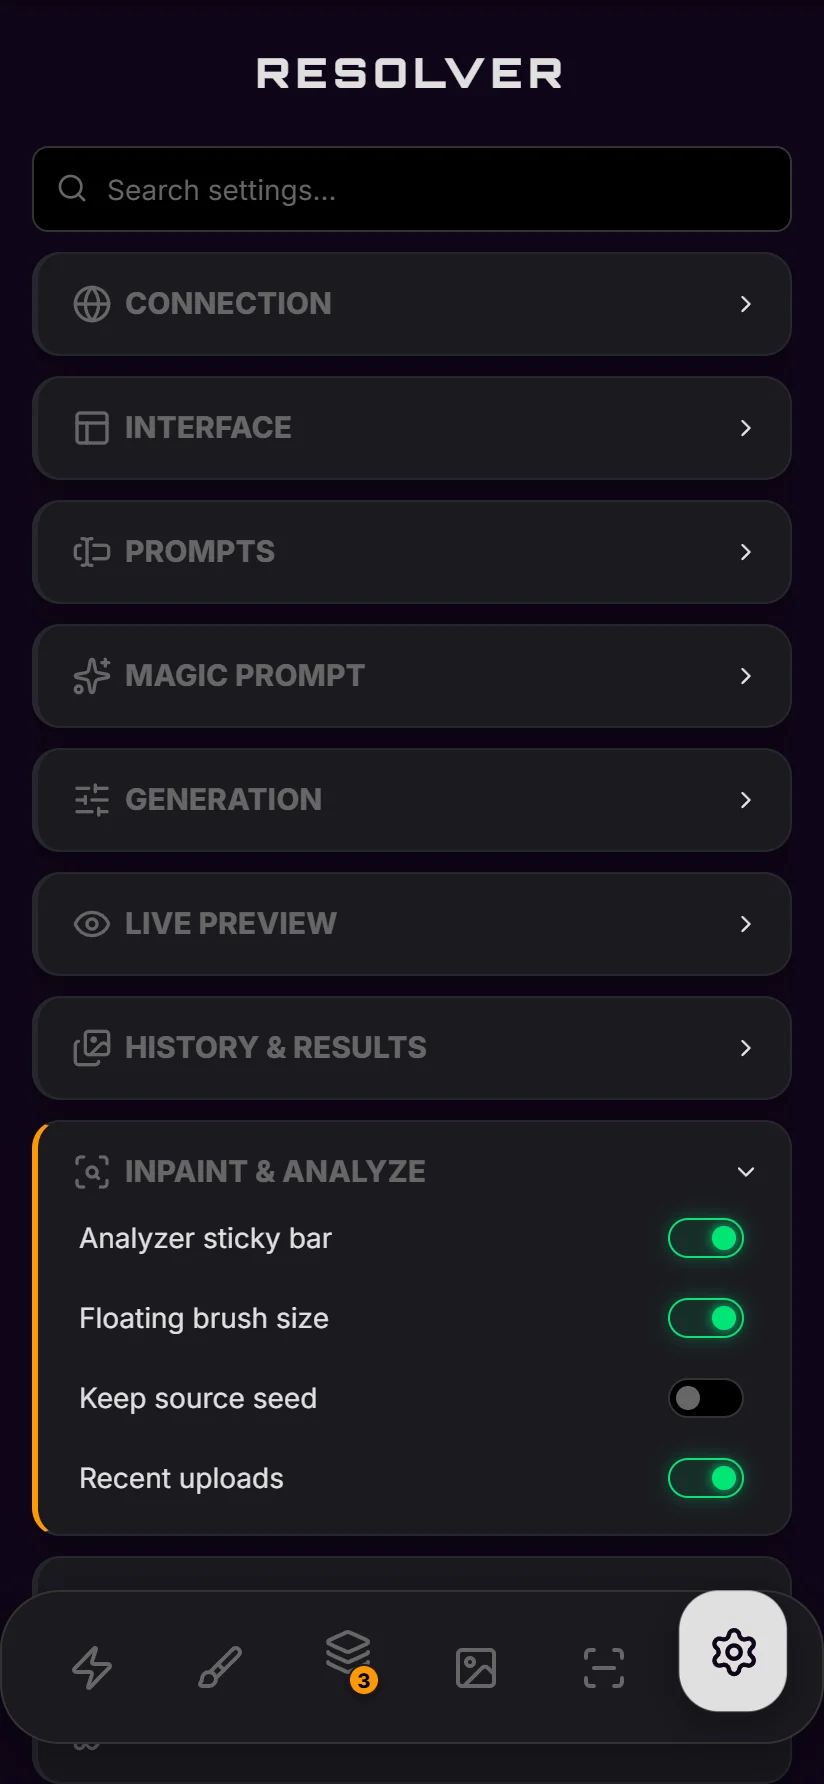 RESOLVER
Search settings...
CONNECTION
INTERFACE
PROMPTS
MAGIC PROMPT
GENERATION
LIVE PREVIEW
HISTORY & RESULTS
INPAINT & ANALYZE
Analyzer sticky bar
Floating brush size
Keep source seed
Recent uploads
3